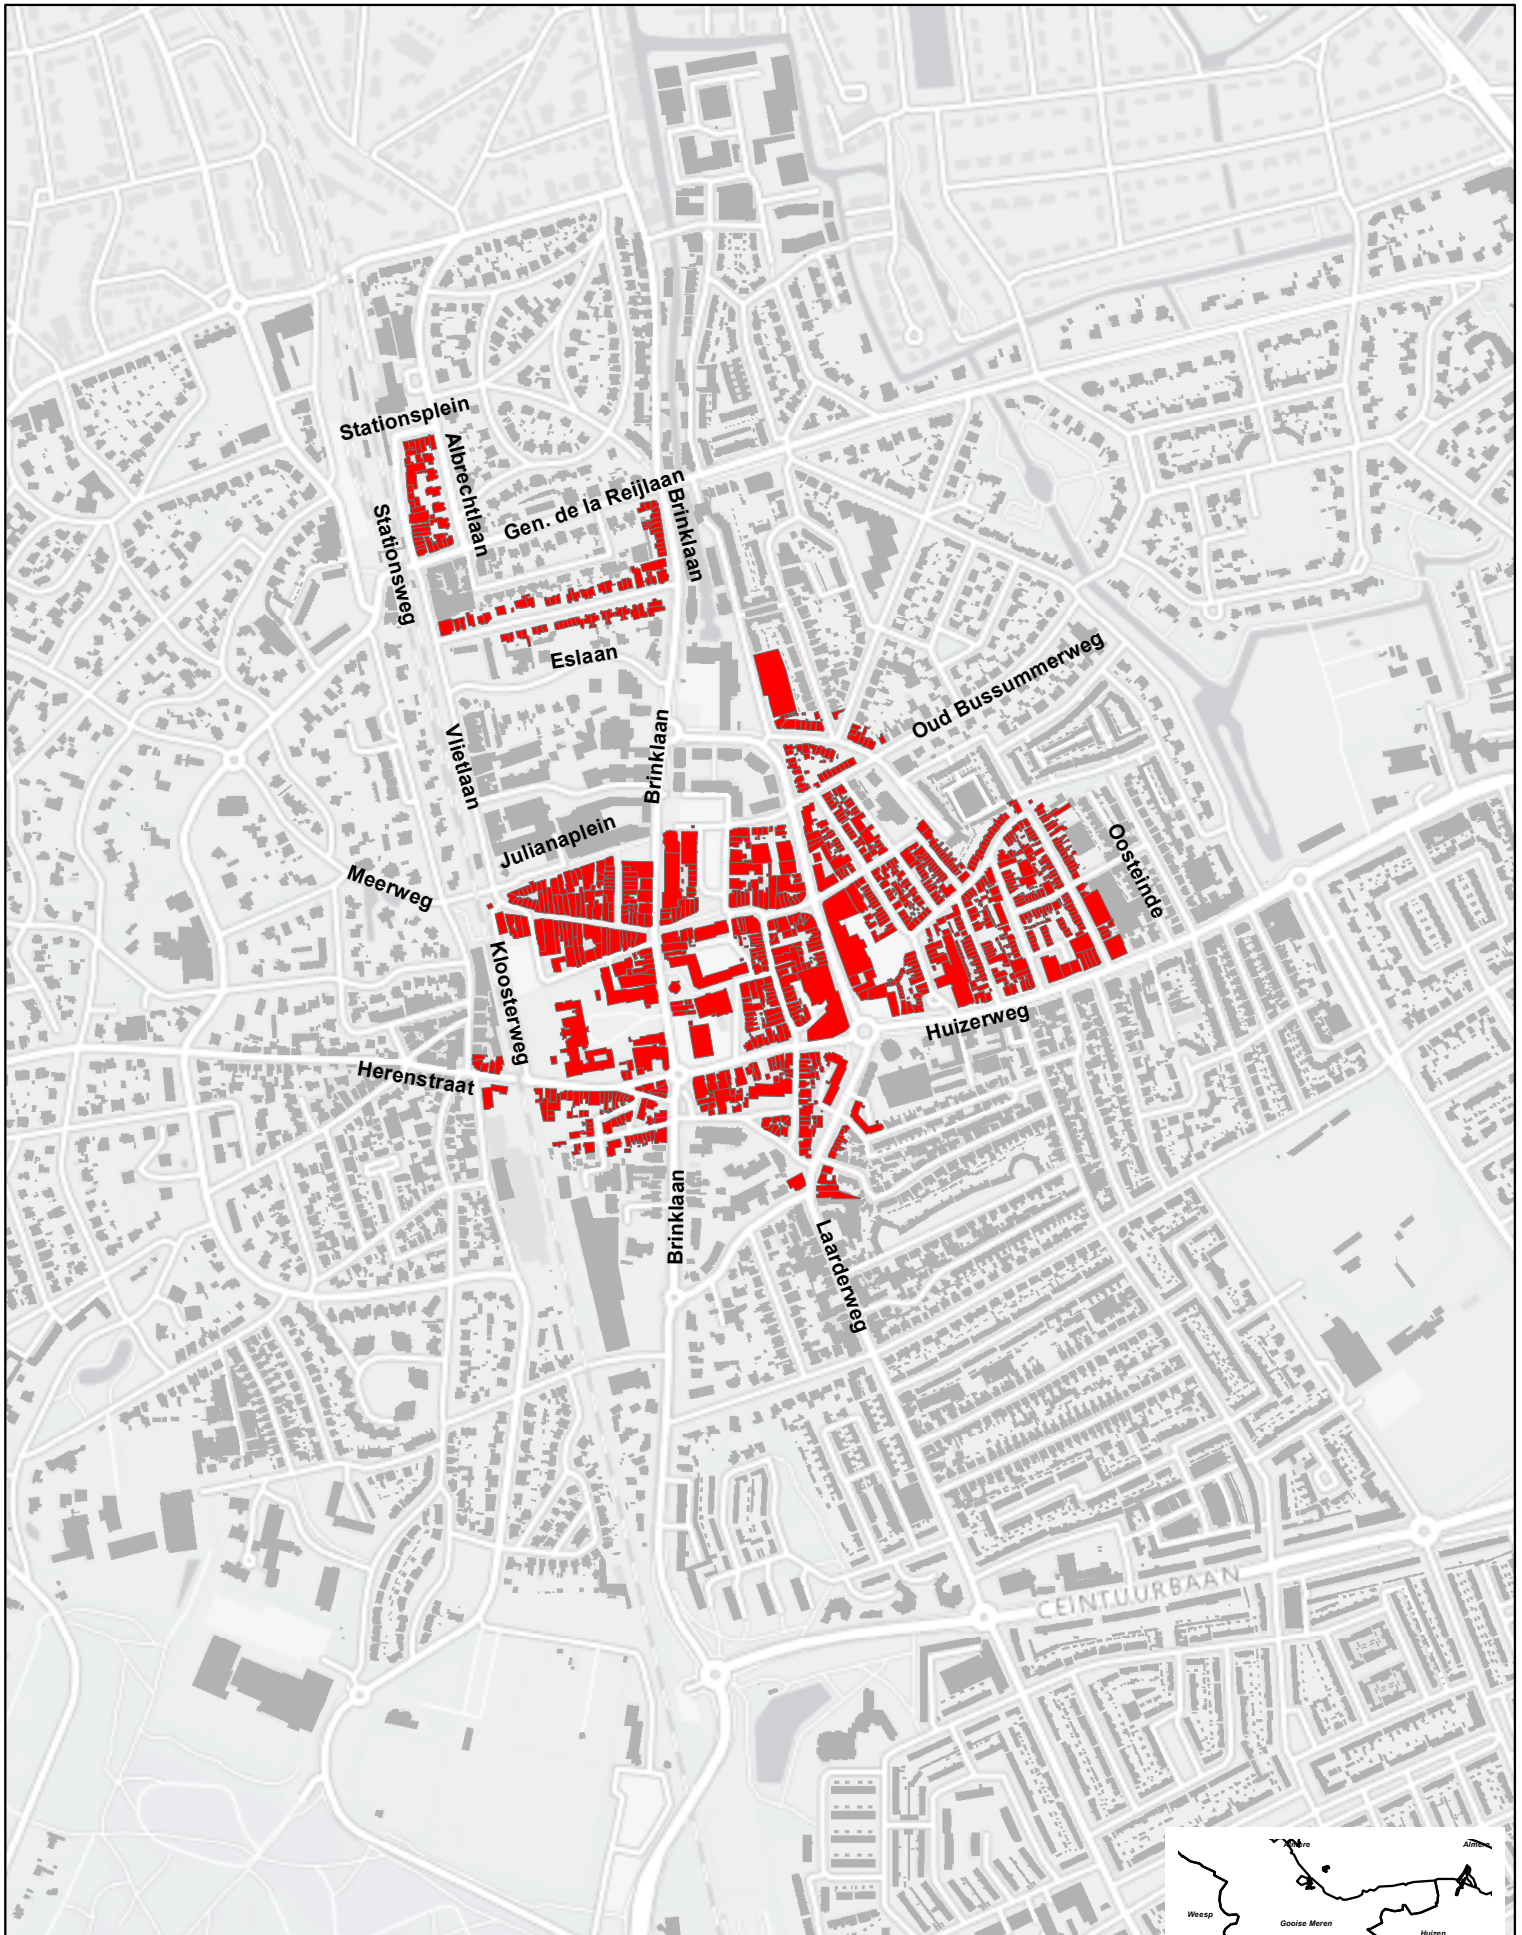 Stationsplein
Albrechtlaan
Gen. de la Reijlaan
Brinklaan
Stationsweg
Eslaan
Oud Bussummerweg
Vlietlaan
Brinklaan
Julianaplein
Oosteinde
Meerweg
Kloosterweg
Huizerweg
Herenstraat
Brinklaan
Laarderweg
CEINTUURBAAN
Almere
Almere
Weesp
Gooise Meren
Huizen